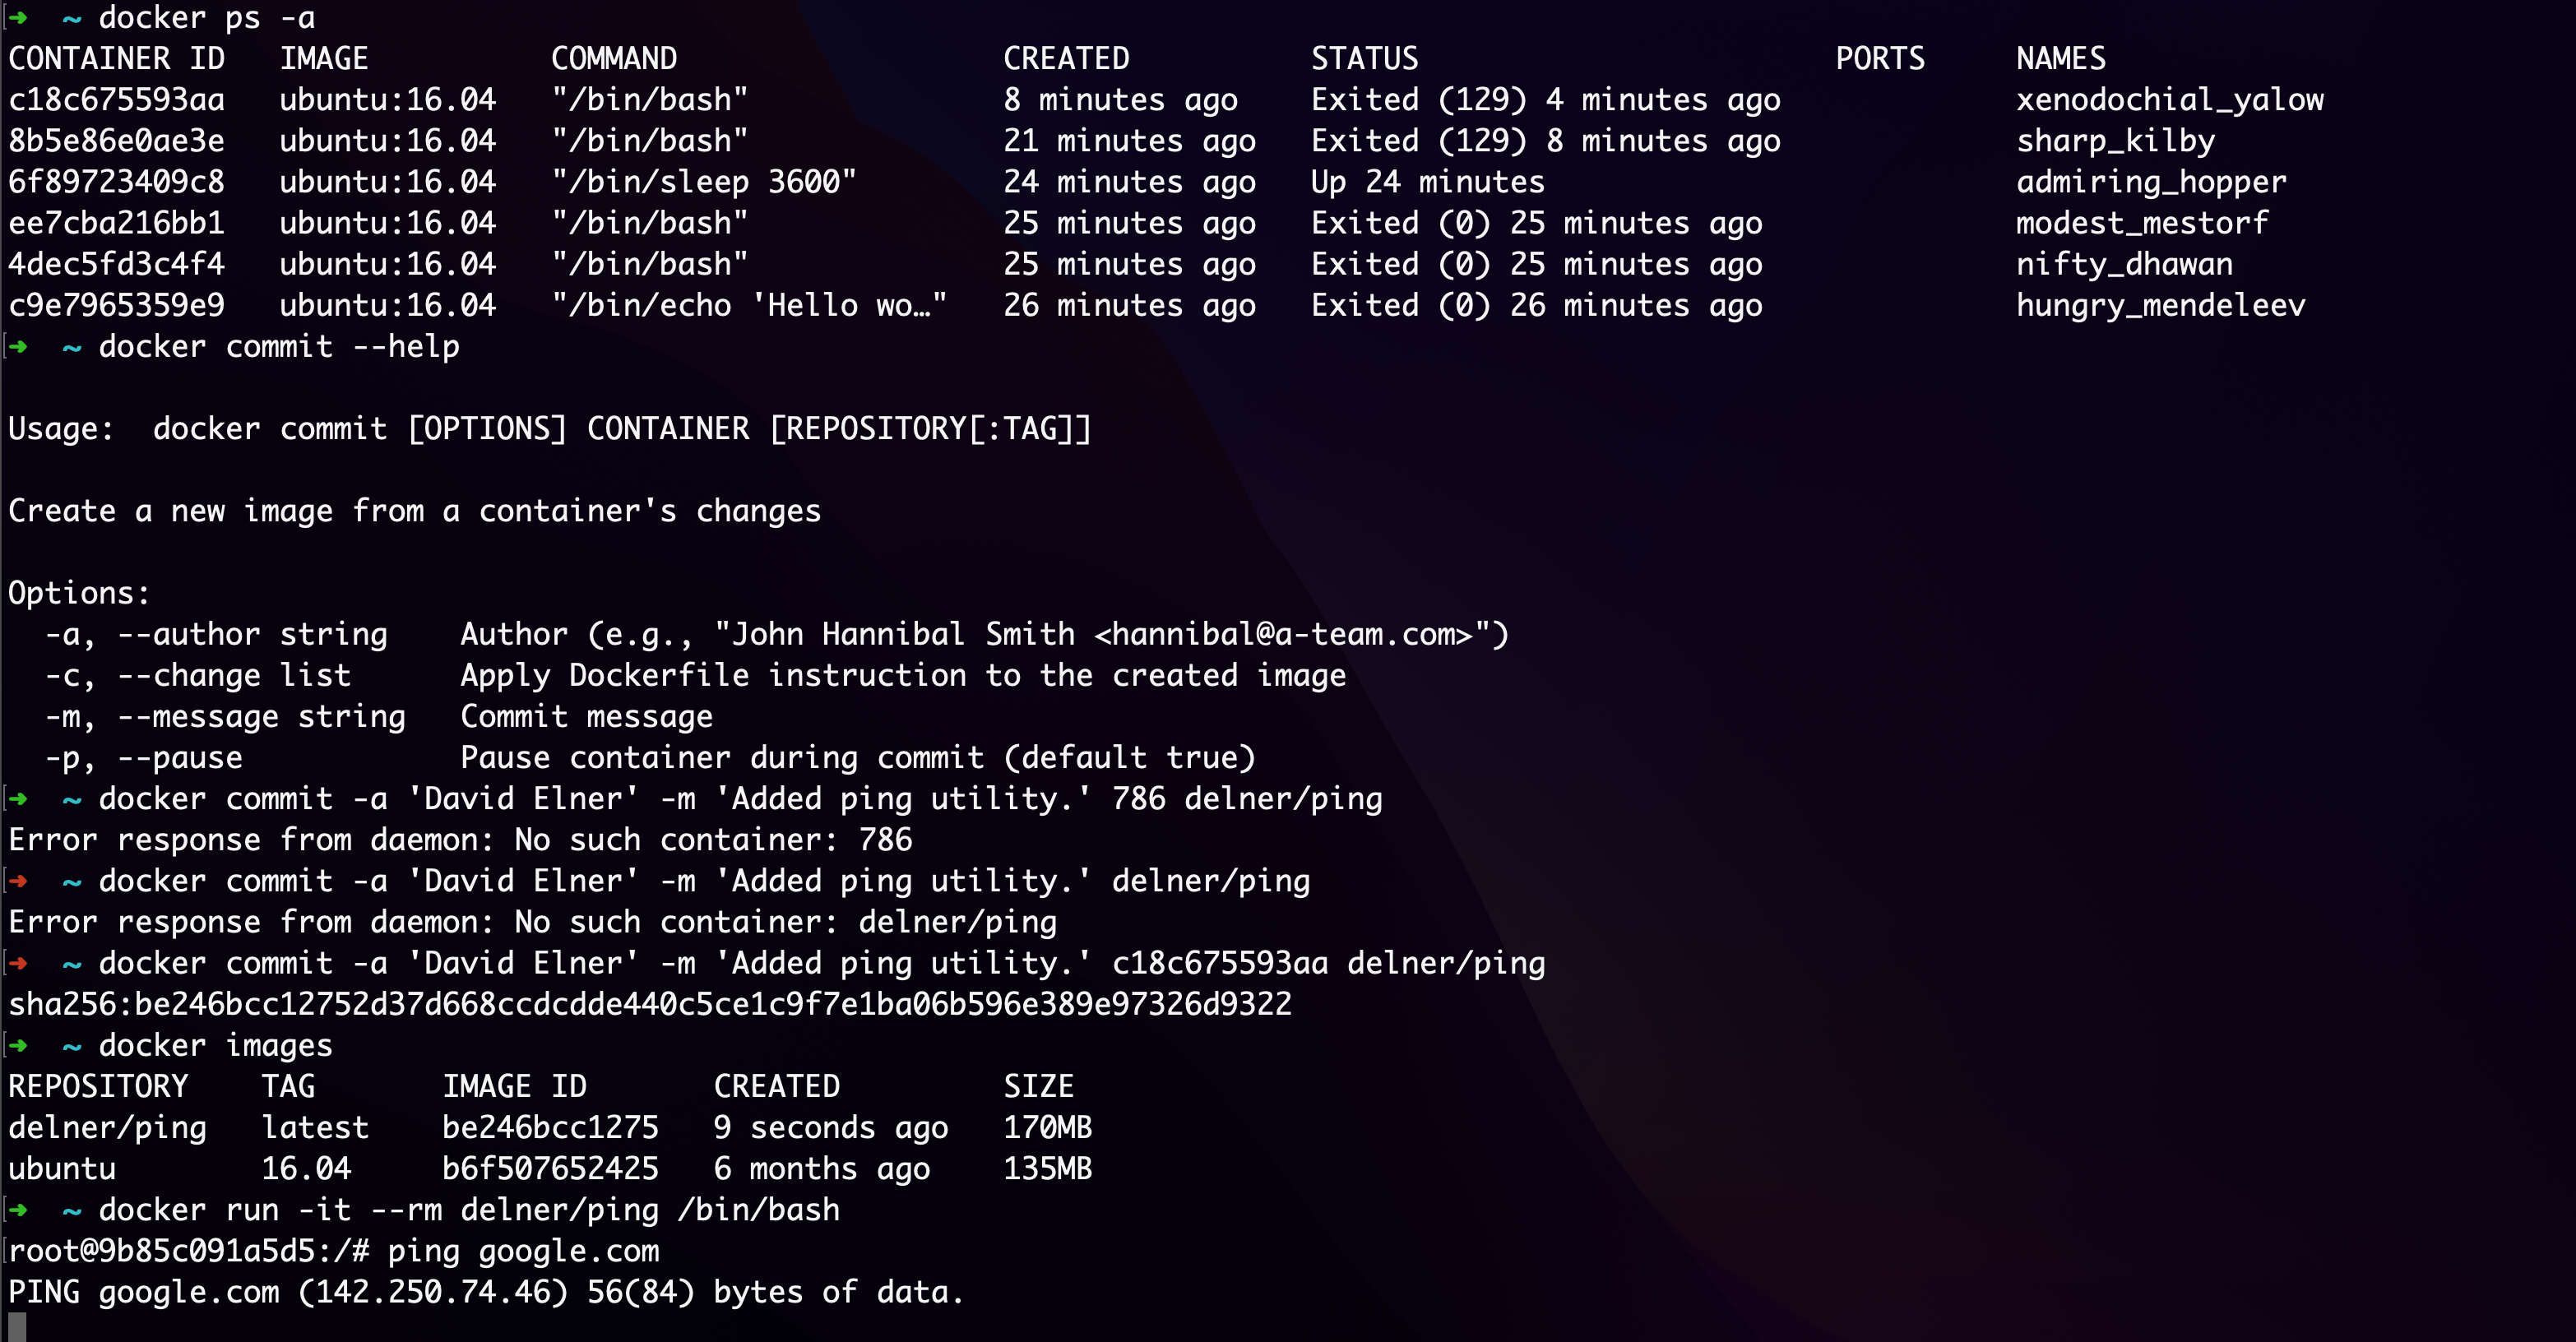 ➜  ~ docker ps -a
CONTAINER ID   IMAGE          COMMAND                  CREATED          STATUS                       PORTS     NAMES
c18c675593aa   ubuntu:16.04   "/bin/bash"              8 minutes ago    Exited (129) 4 minutes ago             xenodochial_yalow
8b5e86e0ae3e   ubuntu:16.04   "/bin/bash"              21 minutes ago   Exited (129) 8 minutes ago             sharp_kilby
6f89723409c8   ubuntu:16.04   "/bin/sleep 3600"        24 minutes ago   Up 24 minutes                          admiring_hopper
ee7cba216bb1   ubuntu:16.04   "/bin/bash"              25 minutes ago   Exited (0) 25 minutes ago              modest_mestorf
4dec5fd3c4f4   ubuntu:16.04   "/bin/bash"              25 minutes ago   Exited (0) 25 minutes ago              nifty_dhawan
c9e7965359e9   ubuntu:16.04   "/bin/echo 'Hello wo…"   26 minutes ago   Exited (0) 26 minutes ago              hungry_mendeleev
➜  ~ docker commit --help
Usage:  docker commit [OPTIONS] CONTAINER [REPOSITORY[:TAG]]
Create a new image from a container's changes
Options:
  -a, --author string    Author (e.g., "John Hannibal Smith <hannibal@a-team.com>")
  -c, --change list      Apply Dockerfile instruction to the created image
  -m, --message string   Commit message
  -p, --pause            Pause container during commit (default true)
➜  ~ docker commit -a 'David Elner' -m 'Added ping utility.' 786 delner/ping
Error response from daemon: No such container: 786
➜  ~ docker commit -a 'David Elner' -m 'Added ping utility.' delner/ping
Error response from daemon: No such container: delner/ping
➜  ~ docker commit -a 'David Elner' -m 'Added ping utility.' c18c675593aa delner/ping
sha256:be246bcc12752d37d668ccdcdde440c5ce1c9f7e1ba06b596e389e97326d9322
➜  ~ docker images
REPOSITORY    TAG       IMAGE ID       CREATED         SIZE
delner/ping   latest    be246bcc1275   9 seconds ago   170MB
ubuntu        16.04     b6f507652425   6 months ago    135MB
➜  ~ docker run -it --rm delner/ping /bin/bash
root@9b85c091a5d5:/# ping google.com
PING google.com (142.250.74.46) 56(84) bytes of data.